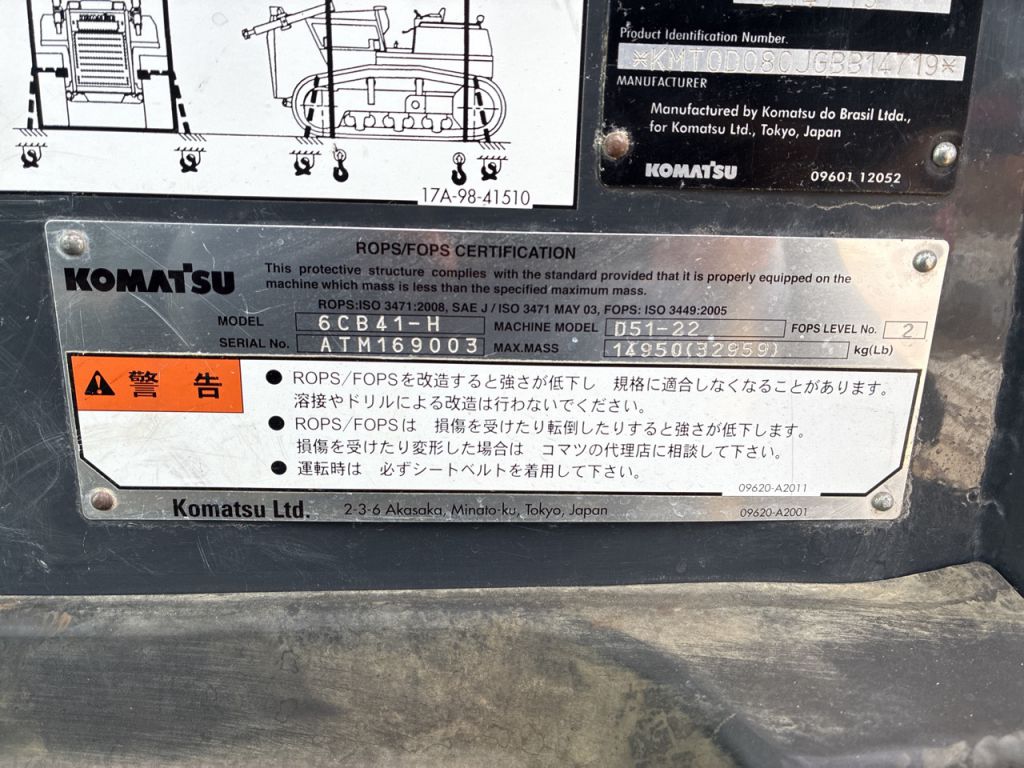 17A-98-41510
Product Identification Number.
MANUFACTURER
Manufactured by Komatsu do Brasil Ltda.,
for Komatsu Ltd., Tokyo, Japan
KOMATSU
09601 12052
ROPS/FOPS CERTIFICATION
KOMATSU
This protective structure complies with the standard provided that it is properly equipped on the
machine which mass is less than the specified maximum mass.
ROPS:ISO 3471:2008, SAE J / ISO 3471 MAY 03, FOPS: ISO 3449:2005
MODEL 6CB41-H MACHINE MODEL D51-22 FOPS LEVEL No. 2
SERIAL No. ATM169003 MAX.MASS 14950(32959) kg(Lb)
警告
● ROPS/FOPSを改造すると強さが低下し 規格に適合しなくなることがあります。
溶接やドリルによる改造は行わないでください。
● ROPS/FOPSは 損傷を受けたり転倒したりすると強さが低下します。
損傷を受けたり変形した場合は コマツの代理店に相談して下さい。
● 運転時は 必ずシートベルトを着用して下さい。
09620-A2011
Komatsu Ltd. 2-3-6 Akasaka, Minato-ku, Tokyo, Japan 09620-A2001